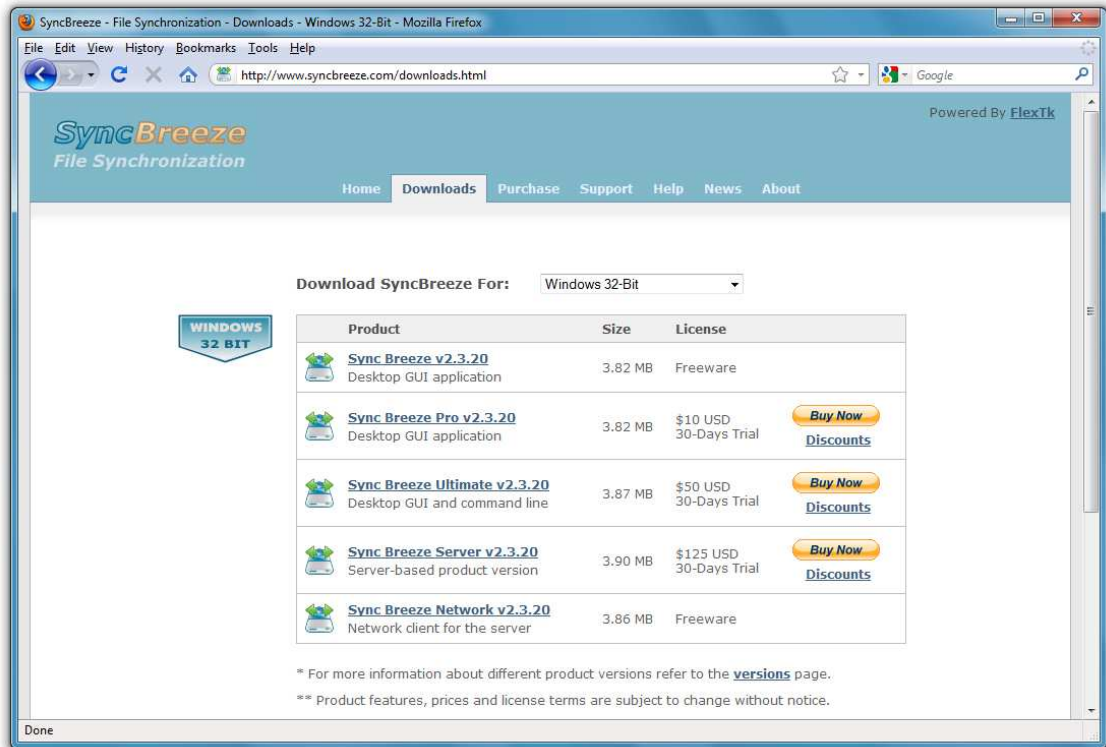 SyncBreeze - File Synchronization - Downloads - Windows 32-Bit - Mozilla Firefox
File Edit View History Bookmarks Tools Help
http://www.syncbreeze.com/downloads.html
Google
Powered By FlexTk
SyncBreeze
File Synchronization
Home Downloads Purchase Support Help News About
Download SyncBreeze For: Windows 32-Bit
WINDOWS
32 BIT
Product Size License
Sync Breeze v2.3.20
Desktop GUI application
3.82 MB Freeware
Sync Breeze Pro v2.3.20
Desktop GUI application
3.82 MB
$10 USD
30-Days Trial
Buy Now
Discounts
Sync Breeze Ultimate v2.3.20
Desktop GUI and command line
3.87 MB
$50 USD
30-Days Trial
Buy Now
Discounts
Sync Breeze Server v2.3.20
Server-based product version
3.90 MB
$125 USD
30-Days Trial
Buy Now
Discounts
Sync Breeze Network v2.3.20
Network client for the server
3.86 MB Freeware
* For more information about different product versions refer to the versions page.
** Product features, prices and license terms are subject to change without notice.
Done